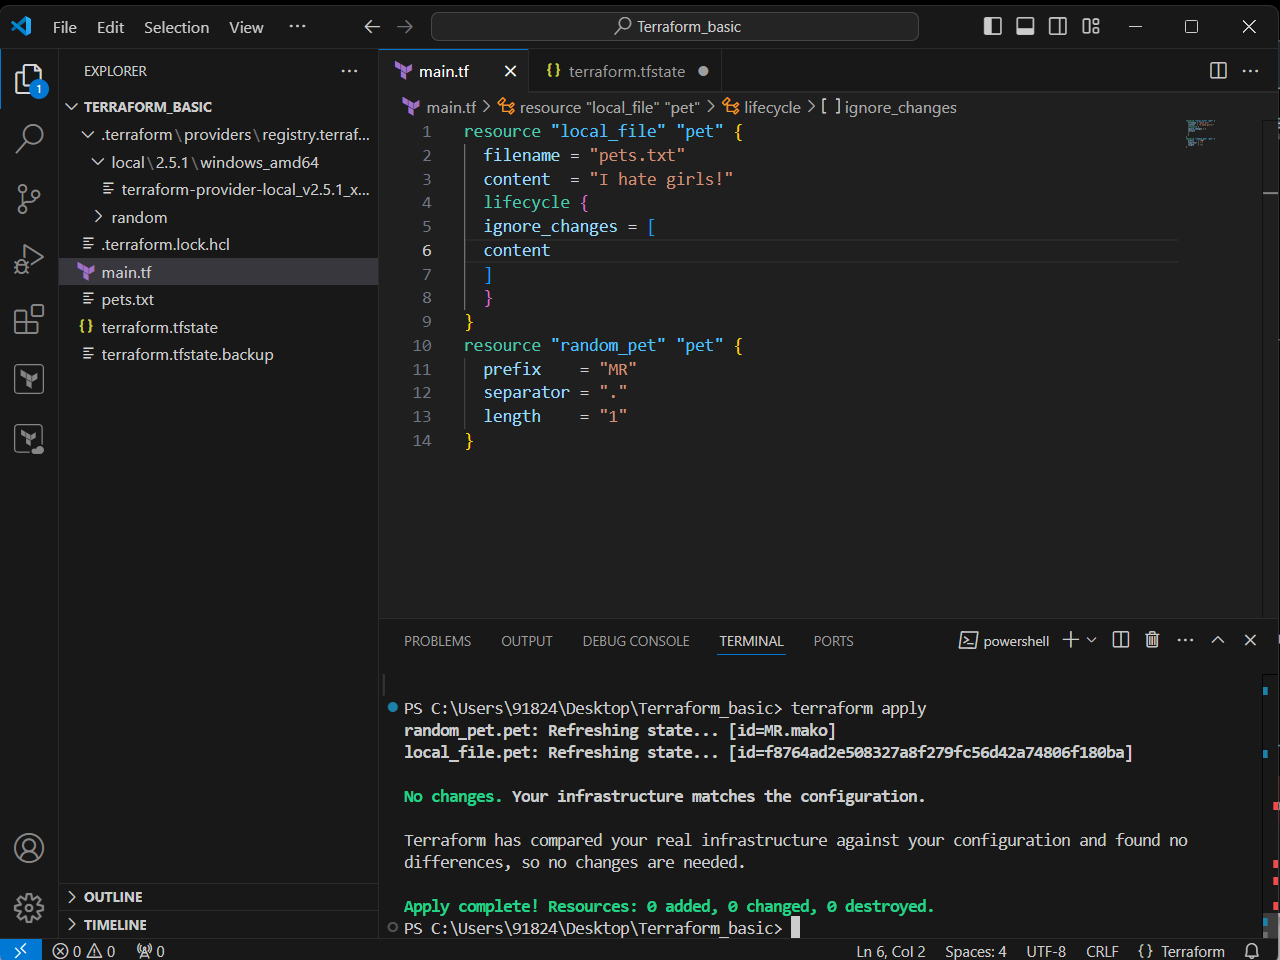 File Edit Selection View ··· Terraform_basic
EXPLORER ···
TERRAFORM_BASIC
.terraform\providers\registry.terraf...
local\2.5.1\windows_amd64
terraform-provider-local_v2.5.1_x...
random
.terraform.lock.hcl
main.tf
pets.txt
{} terraform.tfstate
terraform.tfstate.backup
OUTLINE
TIMELINE
1
main.tf {} terraform.tfstate
main.tf > resource "local_file" "pet" > lifecycle > [ ] ignore_changes
1 resource "local_file" "pet" {
2 filename = "pets.txt"
3 content  = "I hate girls!"
4 lifecycle {
5 ignore_changes = [
6 content
7 ]
8 }
9 }
10 resource "random_pet" "pet" {
11 prefix    = "MR"
12 separator = "."
13 length    = "1"
14 }
PROBLEMS OUTPUT DEBUG CONSOLE TERMINAL PORTS powershell
PS C:\Users\91824\Desktop\Terraform_basic> terraform apply
random_pet.pet: Refreshing state... [id=MR.mako]
local_file.pet: Refreshing state... [id=f8764ad2e508327a8f279fc56d42a74806f180ba]
No changes. Your infrastructure matches the configuration.
Terraform has compared your real infrastructure against your configuration and found no
differences, so no changes are needed.
Apply complete! Resources: 0 added, 0 changed, 0 destroyed.
PS C:\Users\91824\Desktop\Terraform_basic>
0 0 0 Ln 6, Col 2 Spaces: 4 UTF-8 CRLF {} Terraform